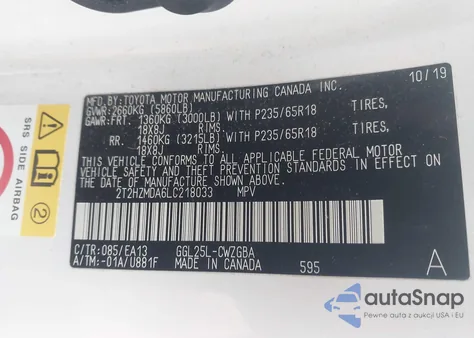 MFD. BY: TOYOTA MOTOR MANUFACTURING CANADA INC. 10/19
GVWR: 2660KG (5860LB)
GAWR: FRT. 1360KG (3000LB) WITH P235/65R18 TIRES,
18X8J RIMS.
RR. 1460KG (3215LB) WITH P235/65R18 TIRES,
18X8J RIMS.
THIS VEHICLE CONFORMS TO ALL APPLICABLE FEDERAL MOTOR
VEHICLE SAFETY AND THEFT PREVENTION STANDARDS IN EFFECT ON
THE DATE OF MANUFACTURE SHOWN ABOVE.
2T2HZMDA6LC218033 MPV
C/TR: 085/EA13 GGL25L-CWZGBA
A/TM: -01A/U881F MADE IN CANADA 595 A
SRS SIDE AIRBAG
2
autoSnap
Pewne auta z aukcji USA i EU